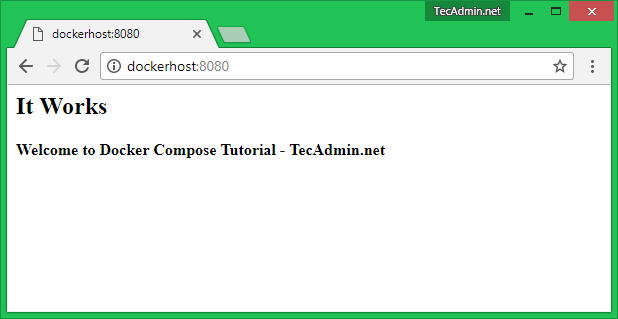 TecAdmin.net
dockerhost:8080
dockerhost:8080
It Works
Welcome to Docker Compose Tutorial - TecAdmin.net